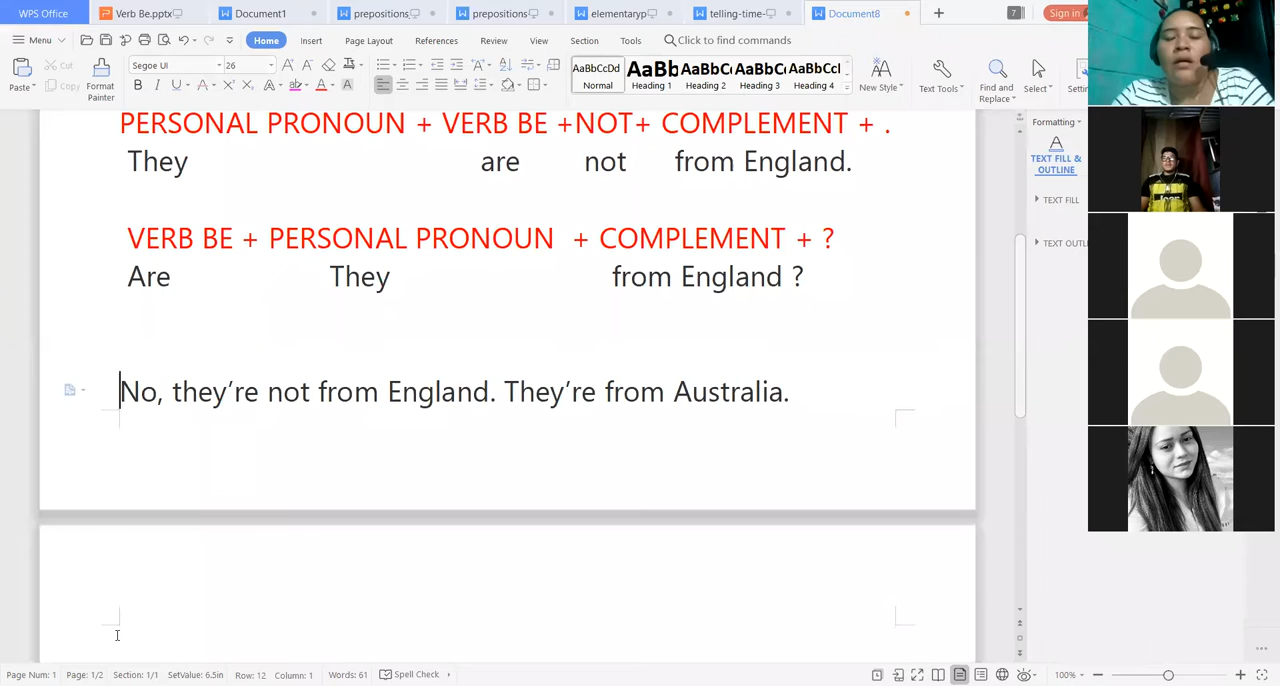 WPS Office Verb Be.pptx Document1 prepositions_ prepositions elementaryp telling-time- Document8 + 7 Sign in
Menu Home Insert Page Layout References Review View Section Tools Click to find commands
Paste Cut Copy Format Painter Segoe UI 26 AaBbCcDd Normal AaBb Heading 1 AaBbC Heading 2 AaBbC Heading 3 AaBbCcI Heading 4 New Style Text Tools Find and Replace Select
B I U A A A
Formatting
TEXT FILL & OUTLINE
TEXT FILL
PERSONAL PRONOUN + VERB BE +NOT+ COMPLEMENT + .
They are not from England.
VERB BE + PERSONAL PRONOUN + COMPLEMENT + ?
Are They from England ?
No, they’re not from England. They’re from Australia.
Page Num: 1 Page: 1/2 Section: 1/1 SetValue: 6.5in Row: 12 Column: 1 Words: 61 Spell Check 100%